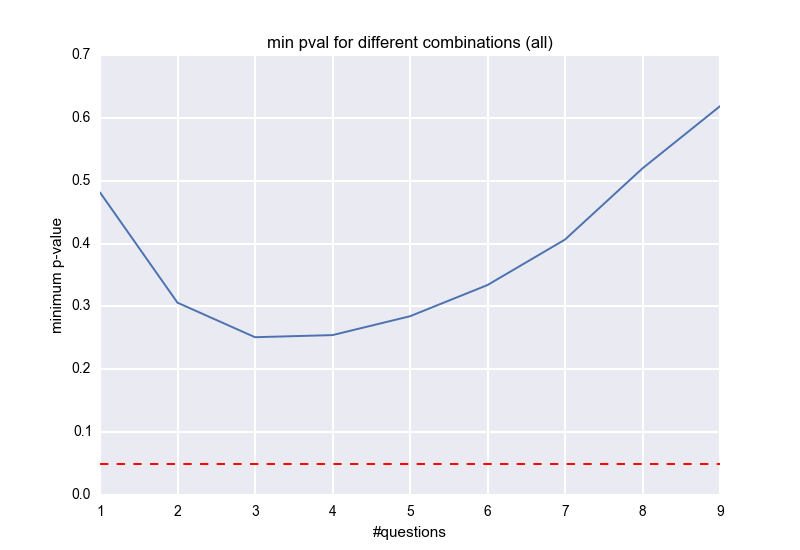 min pval for different combinations (all)
0.7
0.6
0.5
0.4
0.3
0.2
0.1
0.0
minimum p-value
1 2 3 4 5 6 7 8 9
#questions